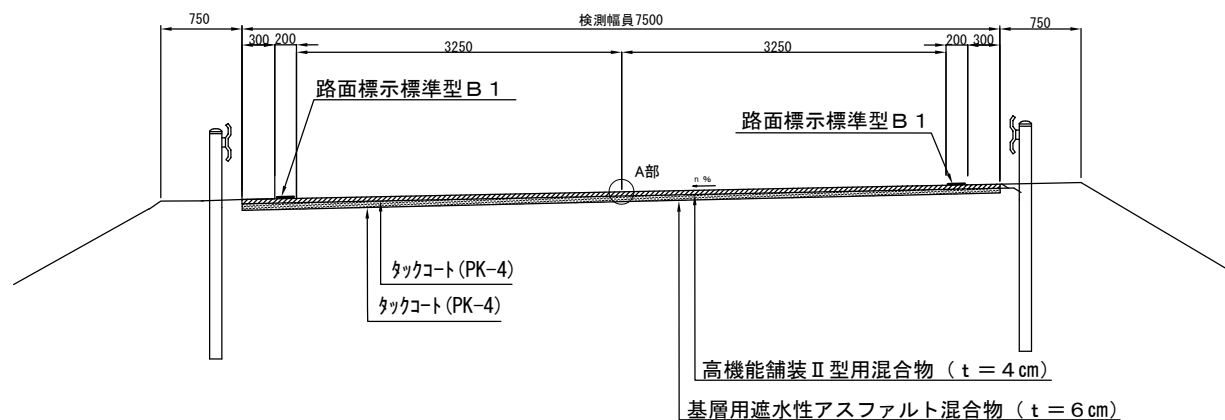 検測幅員7500
750
750
300 200
200 300
3250
3250
路面標示標準型Ｂ１
路面標示標準型Ｂ１
A部
n %
タックコート(PK-4)
タックコート(PK-4)
高機能舗装Ⅱ型用混合物（ｔ＝４㎝）
基層用遮水性アスファルト混合物（ｔ＝６㎝）